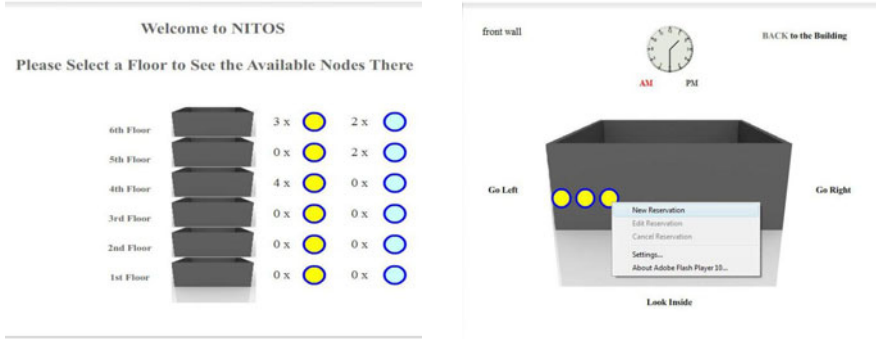 Welcome to NITOS
Please Select a Floor to See the Available Nodes There
6th Floor 3 x 2 x
5th Floor 0 x 2 x
4th Floor 4 x 0 x
3rd Floor 0 x 0 x
2nd Floor 0 x 0 x
1st Floor 0 x 0 x
front wall
BACK to the Building
AM PM
Go Left
Go Right
New Reservation
Edit Reservation
Cancel Reservation
Settings...
About Adobe Flash Player 10...
Look Inside